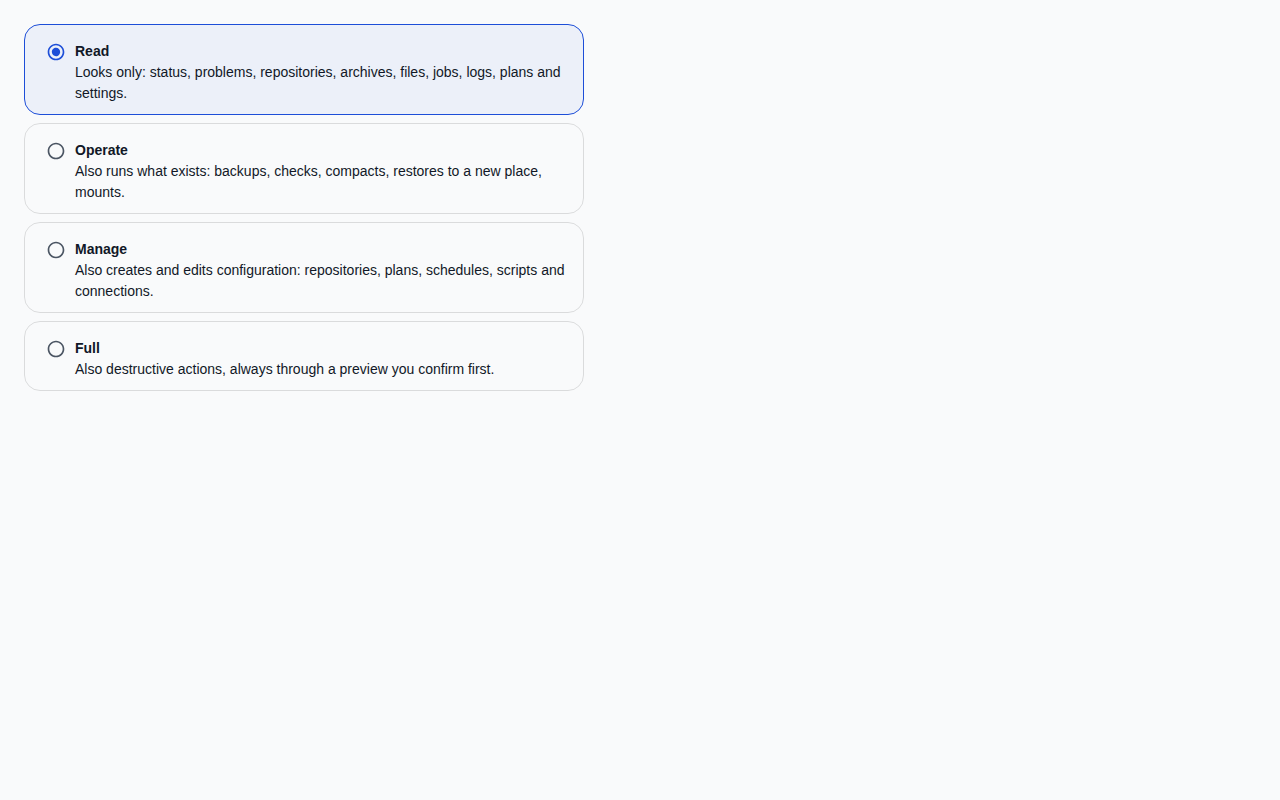 Read
Looks only: status, problems, repositories, archives, files, jobs, logs, plans and
settings.
Operate
Also runs what exists: backups, checks, compacts, restores to a new place,
mounts.
Manage
Also creates and edits configuration: repositories, plans, schedules, scripts and
connections.
Full
Also destructive actions, always through a preview you confirm first.